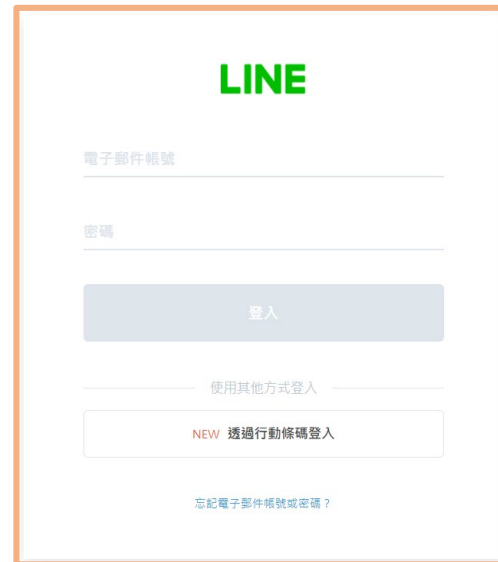 LINE
電子郵件帳號
密碼
登入
使用其他方式登入
NEW 透過行動條碼登入
忘記電子郵件帳號或密碼？